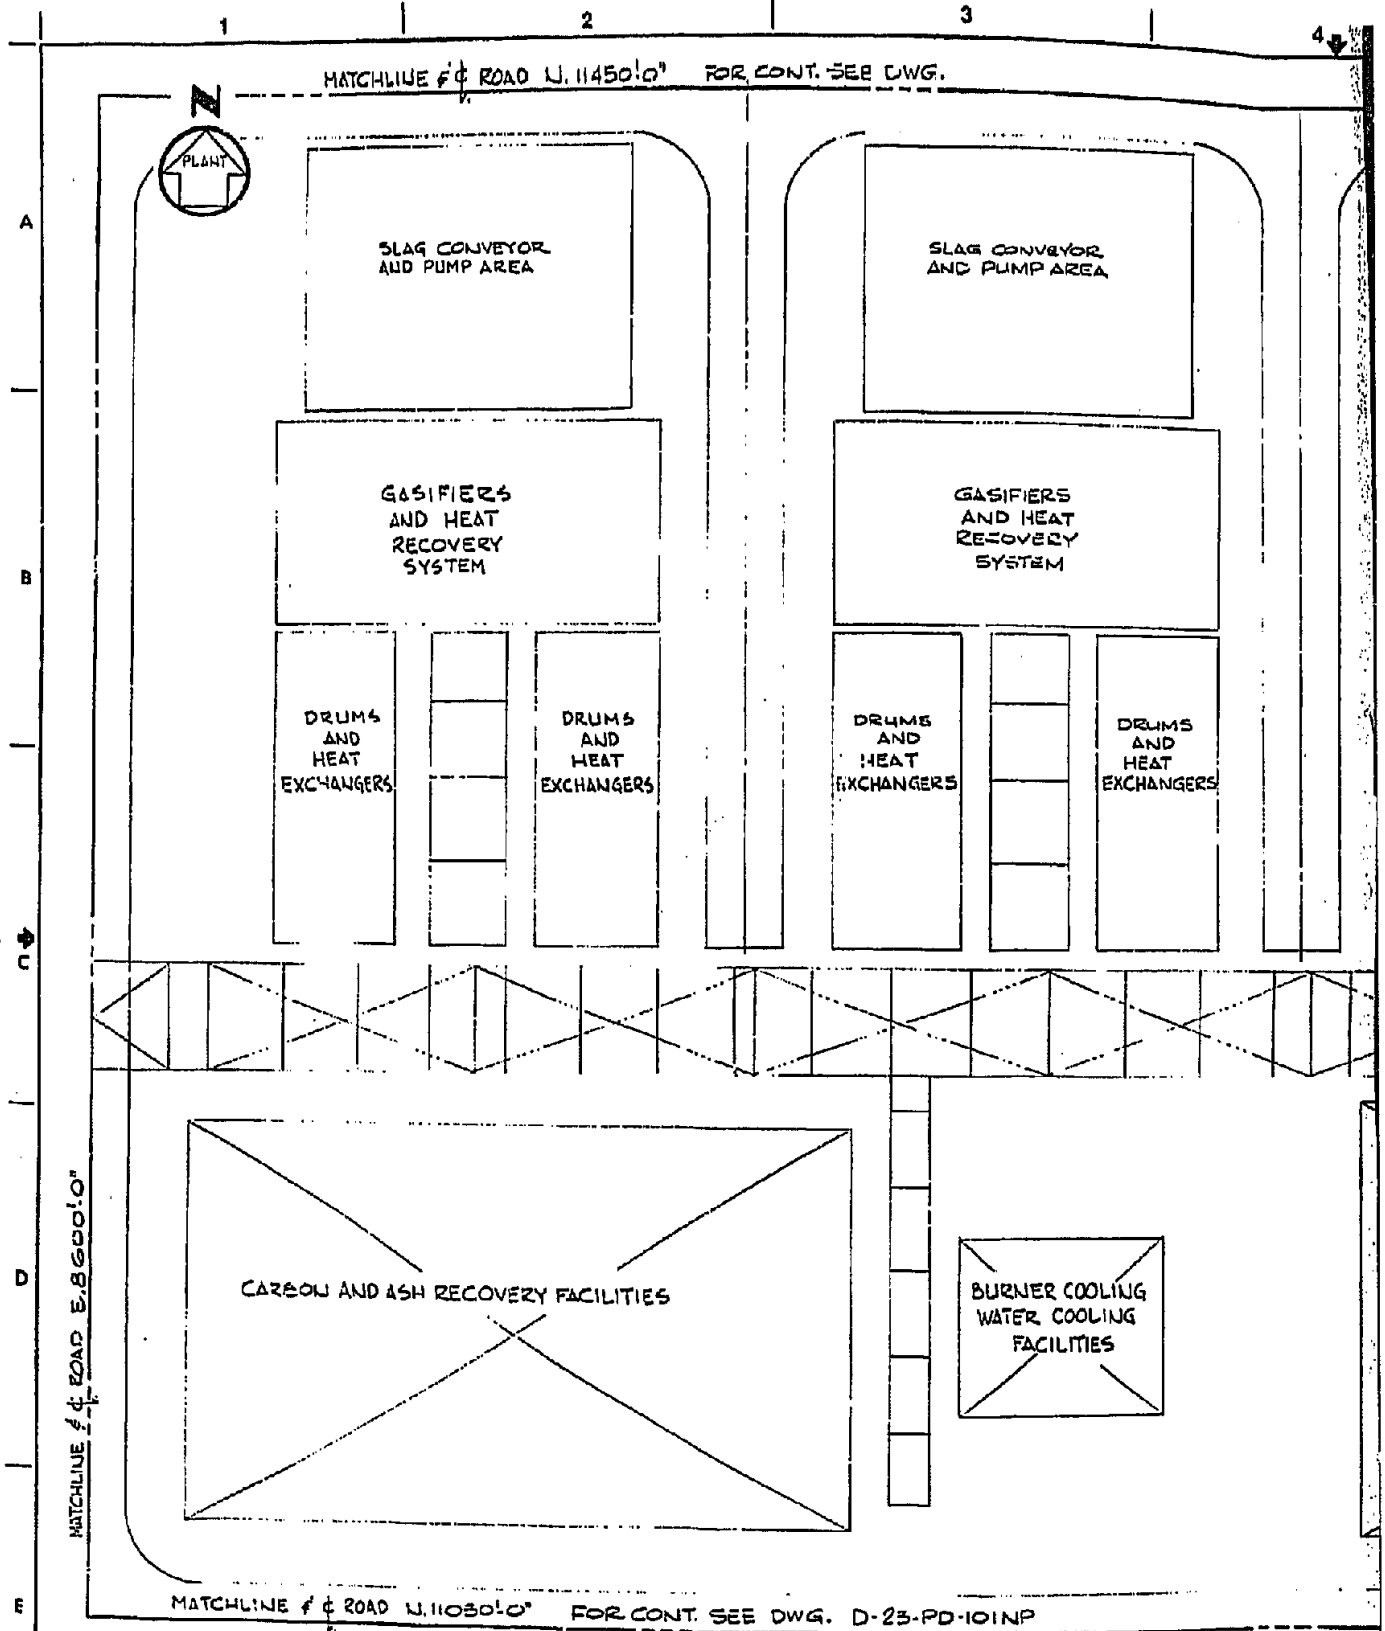 1 2 3 4
MATCHLINE & ℄ ROAD N. 11450'-0" FOR CONT. SEE DWG.
N
PLANT
A
SLAG CONVEYOR
AND PUMP AREA
SLAG CONVEYOR
AND PUMP AREA
GASIFIERS
AND HEAT
RECOVERY
SYSTEM
GASIFIERS
AND HEAT
RECOVERY
SYSTEM
B
DRUMS
AND
HEAT
EXCHANGERS
DRUMS
AND
HEAT
EXCHANGERS
DRUMS
AND
HEAT
EXCHANGERS
DRUMS
AND
HEAT
EXCHANGERS
C
MATCHLINE & ℄ ROAD E. 8600'-0"
D
CARBON AND ASH RECOVERY FACILITIES
BURNER COOLING
WATER COOLING
FACILITIES
E
MATCHLINE & ℄ ROAD N. 11030'-0" FOR CONT. SEE DWG. D-23-PD-101NP